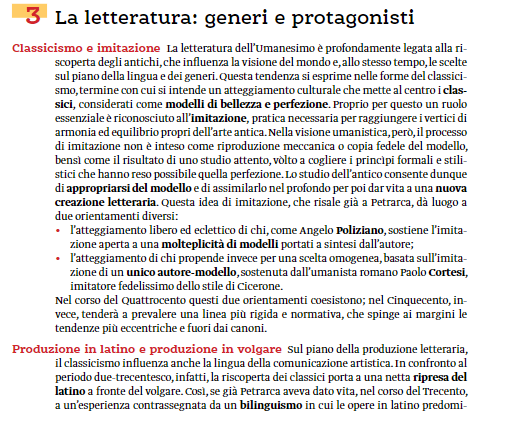 3 La letteratura: generi e protagonisti
Classicismo e imitazione La letteratura dell'Umanesimo è profondamente legata alla ri-
scoperta degli antichi, che influenza la visione del mondo e, allo stesso tempo, le scelte
sul piano della lingua e dei generi. Questa tendenza si esprime nelle forme del classici-
smo, termine con cui si intende un atteggiamento culturale che mette al centro i clas-
sici, considerati come modelli di bellezza e perfezione. Proprio per questo un ruolo
essenziale è riconosciuto all'imitazione, pratica necessaria per raggiungere i vertici di
armonia ed equilibrio propri dell'arte antica. Nella visione umanistica, però, il processo
di imitazione non è inteso come riproduzione meccanica o copia fedele del modello,
bensì come il risultato di uno studio attento, vòlto a cogliere i princìpi formali e stili-
stici che hanno reso possibile quella perfezione. Lo studio dell'antico consente dunque
di appropriarsi del modello e di assimilarlo nel profondo per poi dar vita a una nuova
creazione letteraria. Questa idea di imitazione, che risale già a Petrarca, dà luogo a
due orientamenti diversi:
• l'atteggiamento libero ed eclettico di chi, come Angelo Poliziano, sostiene l'imita-
zione aperta a una molteplicità di modelli portati a sintesi dall'autore;
• l'atteggiamento di chi propende invece per una scelta omogenea, basata sull'imita-
zione di un unico autore-modello, sostenuta dall'umanista romano Paolo Cortesi,
imitatore fedelissimo dello stile di Cicerone.
Nel corso del Quattrocento questi due orientamenti coesistono; nel Cinquecento, in-
vece, tenderà a prevalere una linea più rigida e normativa, che spinge ai margini le
tendenze più eccentriche e fuori dai canoni.
Produzione in latino e produzione in volgare Sul piano della produzione letteraria,
il classicismo influenza anche la lingua della comunicazione artistica. In confronto al
periodo due-trecentesco, infatti, la riscoperta dei classici porta a una netta ripresa del
latino a fronte del volgare. Così, se già Petrarca aveva dato vita, nel corso del Trecento,
a un'esperienza contrassegnata da un bilinguismo in cui le opere in latino predomi-